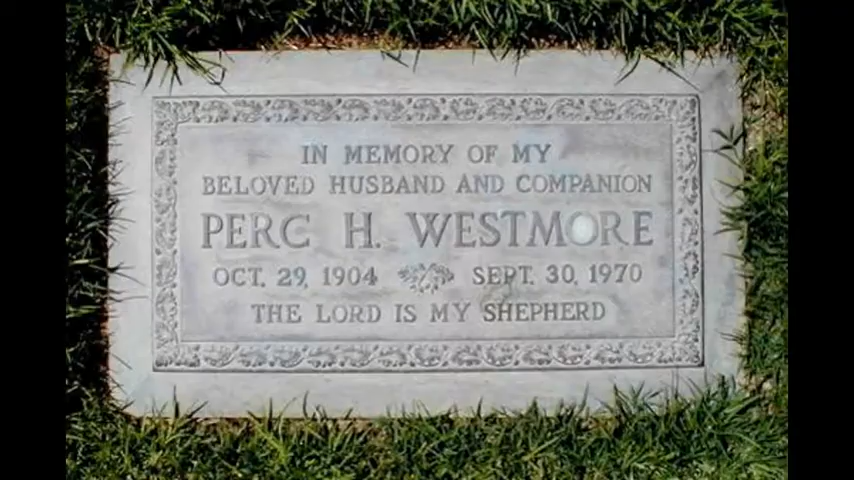 IN MEMORY OF MY
BELOVED HUSBAND AND COMPANION
PERC H. WESTMORE
OCT. 29, 1904 SEPT. 30, 1970
THE LORD IS MY SHEPHERD